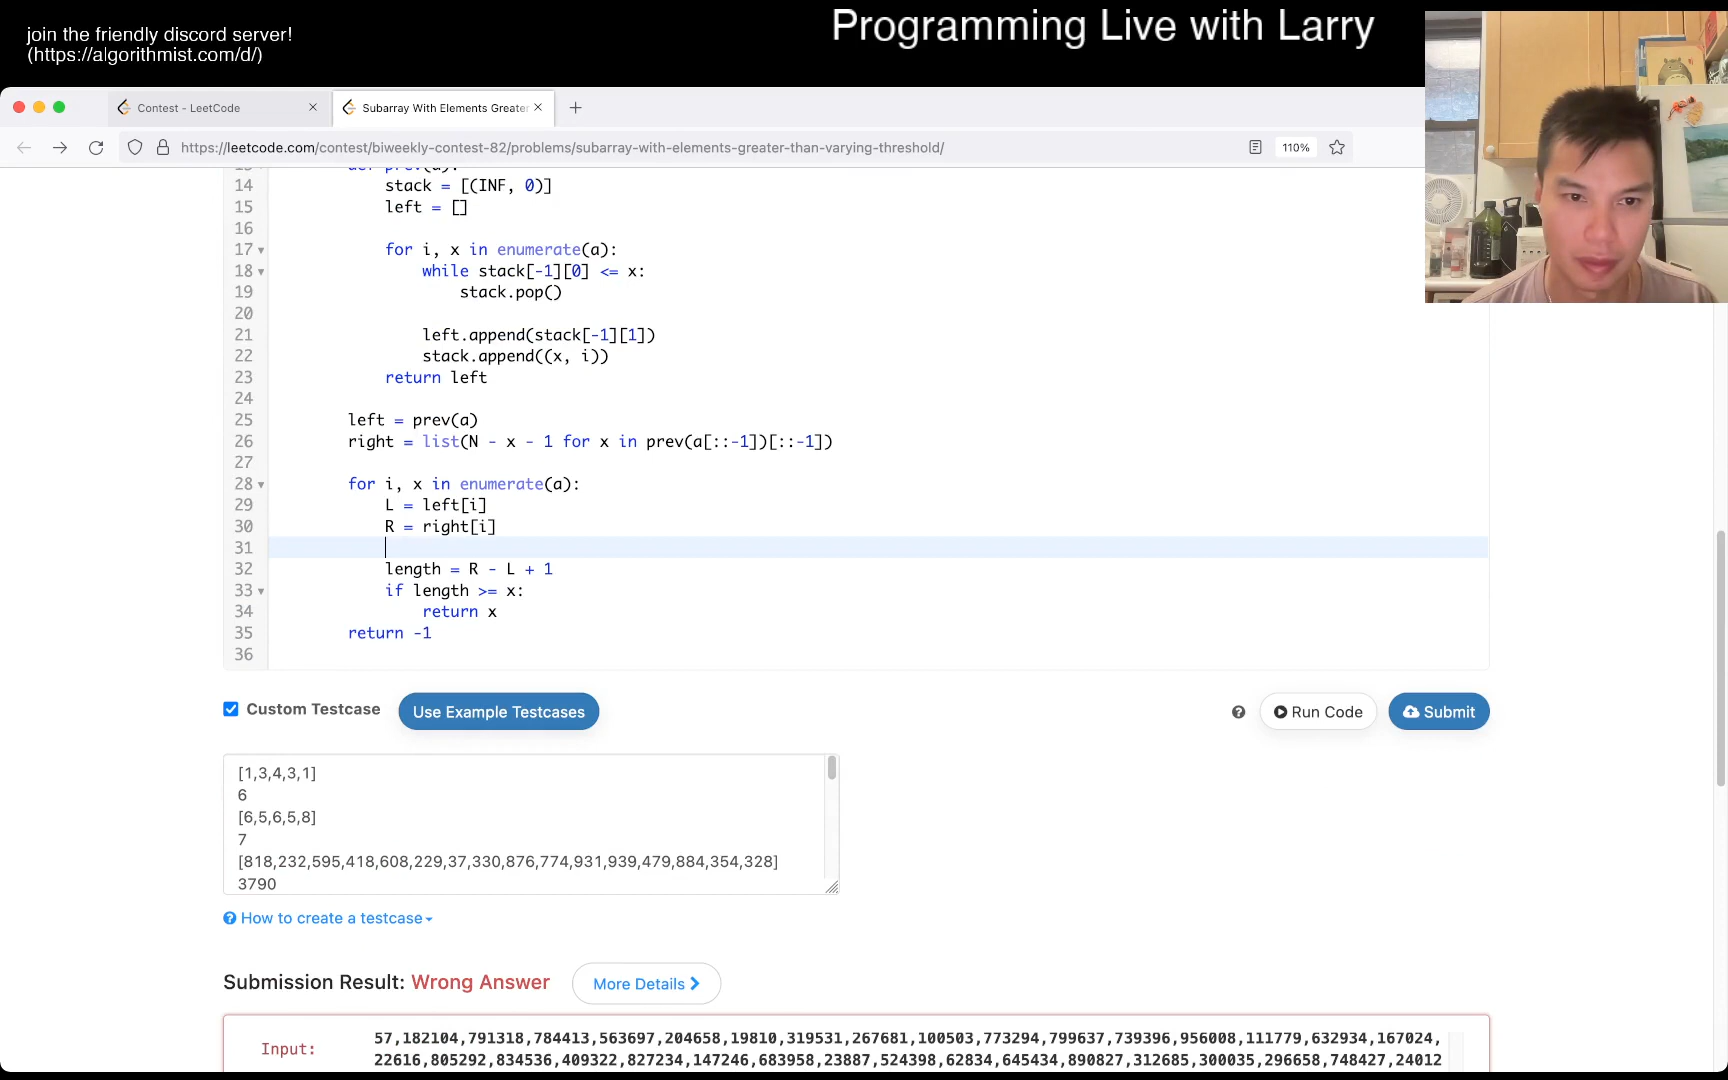 join the friendly discord server!
(https://algorithmist.com/d/)
Programming Live with Larry
Contest - LeetCode
Subarray With Elements Greater
https://leetcode.com/contest/biweekly-contest-82/problems/subarray-with-elements-greater-than-varying-threshold/
110%
14 stack = [(INF, 0)]
15 left = []
16
17 for i, x in enumerate(a):
18 while stack[-1][0] <= x:
19 stack.pop()
20
21 left.append(stack[-1][1])
22 stack.append((x, i))
23 return left
24
25 left = prev(a)
26 right = list(N - x - 1 for x in prev(a[::-1])[::-1])
27
28 for i, x in enumerate(a):
29 L = left[i]
30 R = right[i]
31
32 length = R - L + 1
33 if length >= x:
34 return x
35 return -1
36
Custom Testcase
Use Example Testcases
Run Code
Submit
[1,3,4,3,1]
6
[6,5,6,5,8]
7
[818,232,595,418,608,229,37,330,876,774,931,939,479,884,354,328]
3790
How to create a testcase
Submission Result: Wrong Answer
More Details
Input:
57,182104,791318,784413,563697,204658,19810,319531,267681,100503,773294,799637,739396,956008,111779,632934,167024,
22616,805292,834536,409322,827234,147246,683958,23887,524398,62834,645434,890827,312685,300035,296658,748427,24012